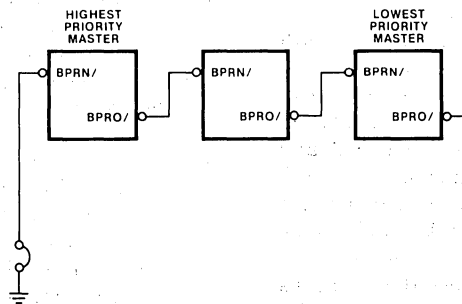 HIGHEST
PRIORITY
MASTER
LOWEST
PRIORITY
MASTER
BPRN/
BPRN/
BPRN/
BPRO/
BPRO/
BPRO/